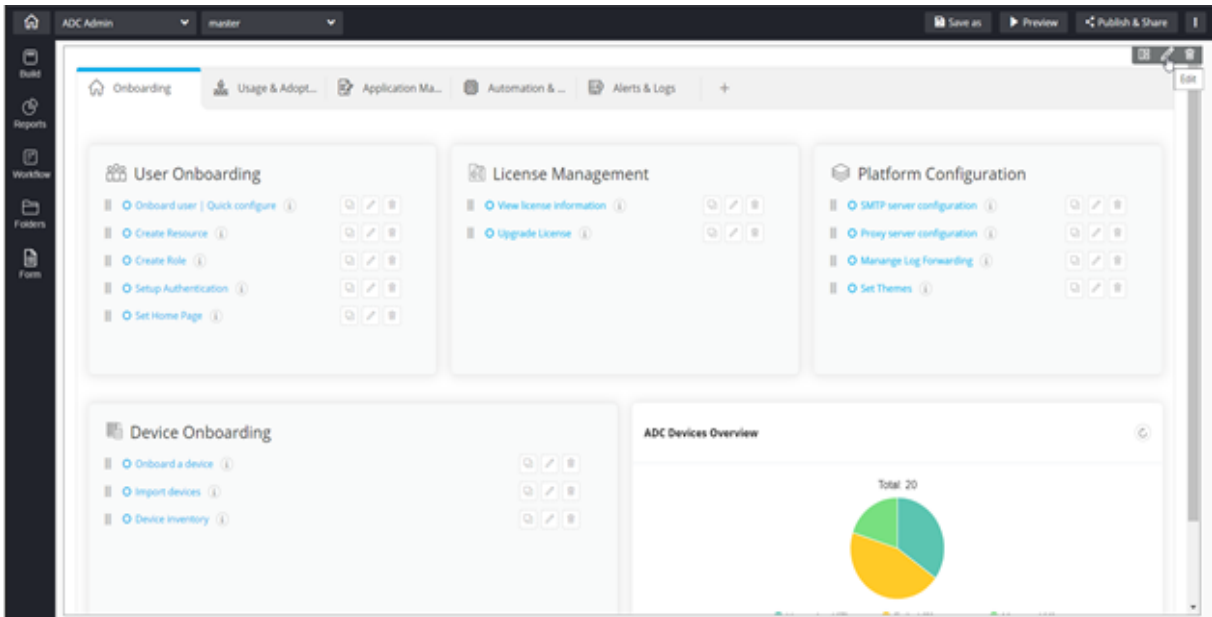 ADC Admin
master
Save as
Preview
Publish & Share
Build
Reports
Workflow
Folders
Form
Edit
Onboarding
Usage & Adopt...
Application Ma...
Automation & ...
Alerts & Logs
+
User Onboarding
Onboard user | Quick configure
Create Resource
Create Role
Setup Authentication
Set Home Page
License Management
View license information
Upgrade License
Platform Configuration
SMTP server configuration
Proxy server configuration
Manange Log Forwarding
Set Themes
Device Onboarding
Onboard a device
Import devices
Device inventory
ADC Devices Overview
Total: 20